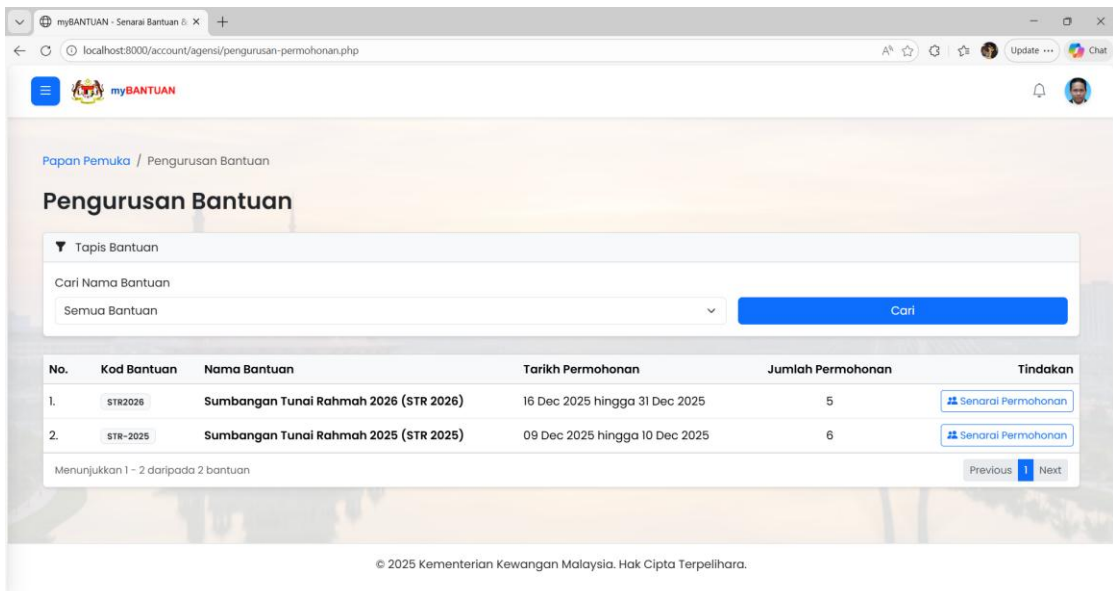 myBANTUAN - Senarai Bantuan &
localhost:8000/account/agensi/pengurusan-permohonan.php
Update
Chat
myBANTUAN
Papan Pemuka / Pengurusan Bantuan
Pengurusan Bantuan
Tapis Bantuan
Cari Nama Bantuan
Semua Bantuan Cari
No. Kod Bantuan Nama Bantuan Tarikh Permohonan Jumlah Permohonan Tindakan
1. STR2026 Sumbangan Tunai Rahmah 2026 (STR 2026) 16 Dec 2025 hingga 31 Dec 2025 5 Senarai Permohonan
2. STR-2025 Sumbangan Tunai Rahmah 2025 (STR 2025) 09 Dec 2025 hingga 10 Dec 2025 6 Senarai Permohonan
Menunjukkan 1 - 2 daripada 2 bantuan Previous 1 Next
© 2025 Kementerian Kewangan Malaysia. Hak Cipta Terpelihara.